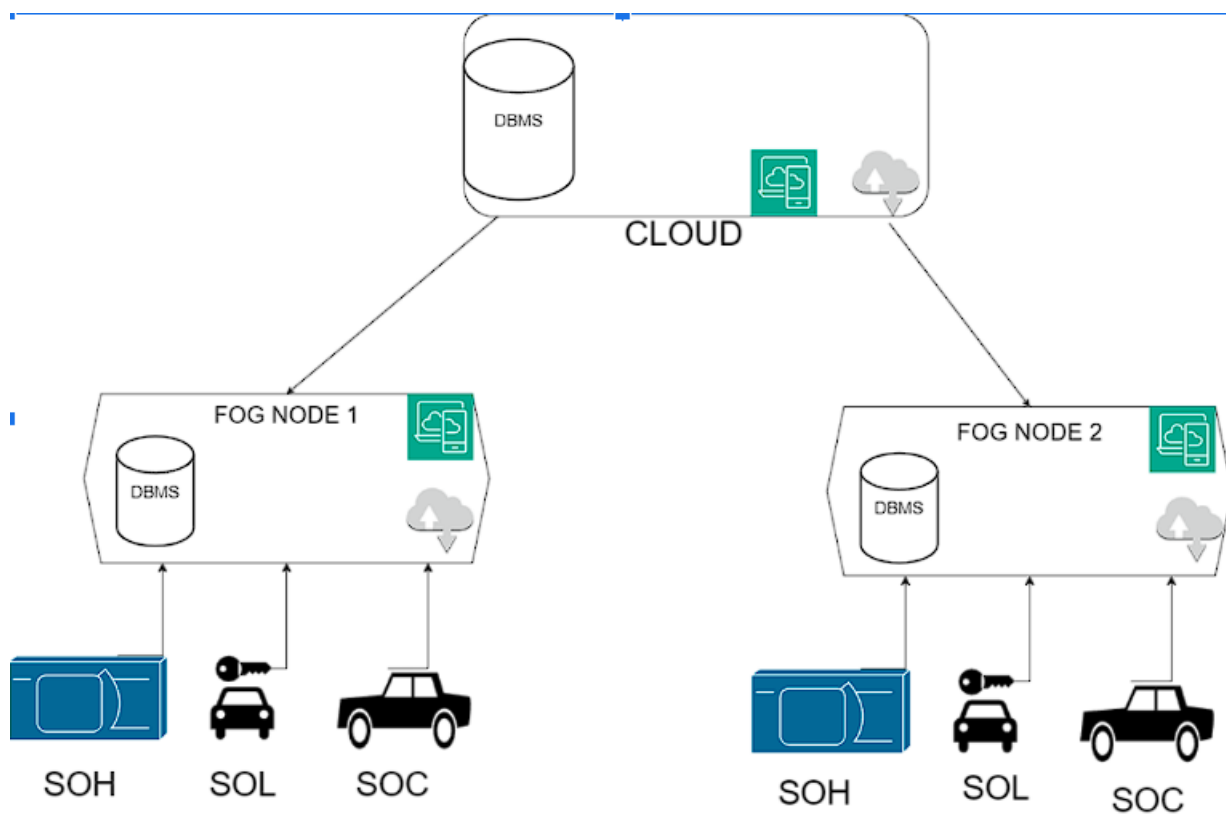 DBMS
CLOUD
FOG NODE 1
DBMS
FOG NODE 2
DBMS
SOH
SOL
SOC
SOH
SOL
SOC